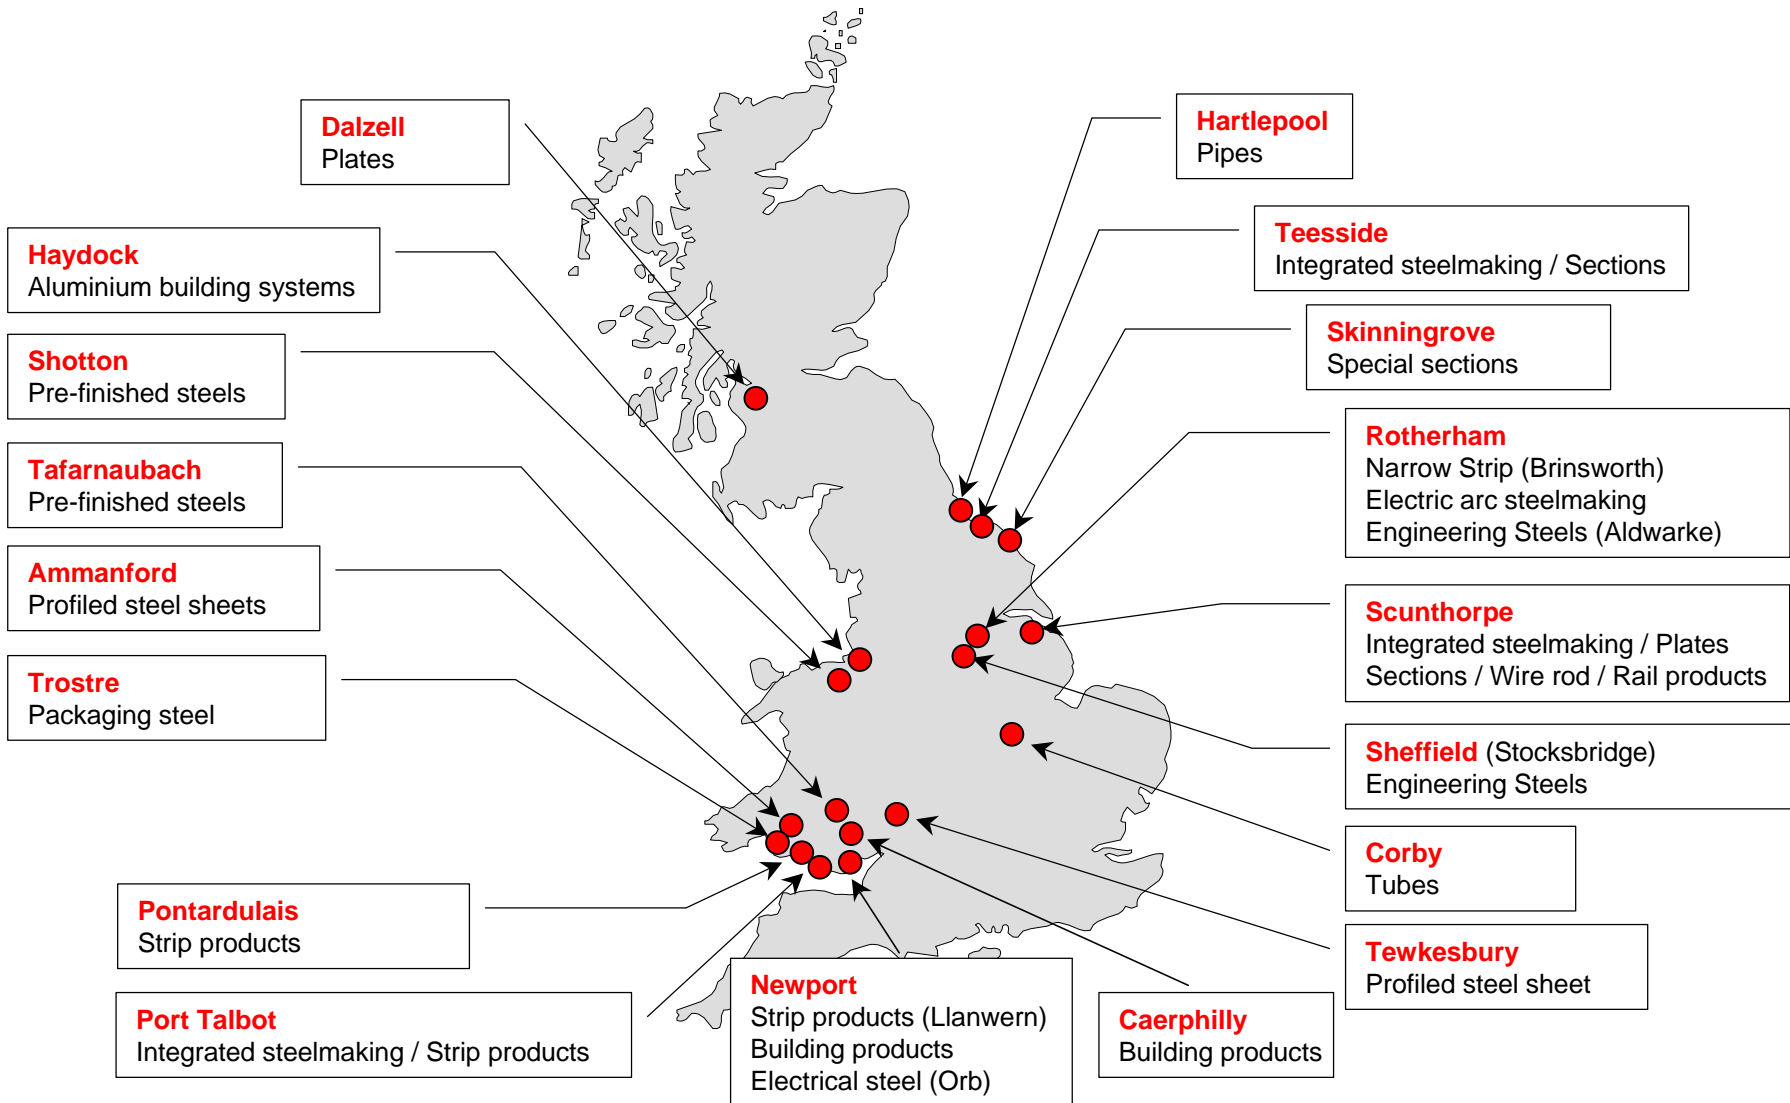 Dalzell
Plates
Haydock
Aluminium building systems
Shotton
Pre-finished steels
Tafarnaubach
Pre-finished steels
Ammanford
Profiled steel sheets
Trostre
Packaging steel
Pontardulais
Strip products
Port Talbot
Integrated steelmaking / Strip products
Newport
Strip products (Llanwern)
Building products
Electrical steel (Orb)
Caerphilly
Building products
Hartlepool
Pipes
Teesside
Integrated steelmaking / Sections
Skinningrove
Special sections
Rotherham
Narrow Strip (Brinsworth)
Electric arc steelmaking
Engineering Steels (Aldwarke)
Scunthorpe
Integrated steelmaking / Plates
Sections / Wire rod / Rail products
Sheffield (Stocksbridge)
Engineering Steels
Corby
Tubes
Tewkesbury
Profiled steel sheet